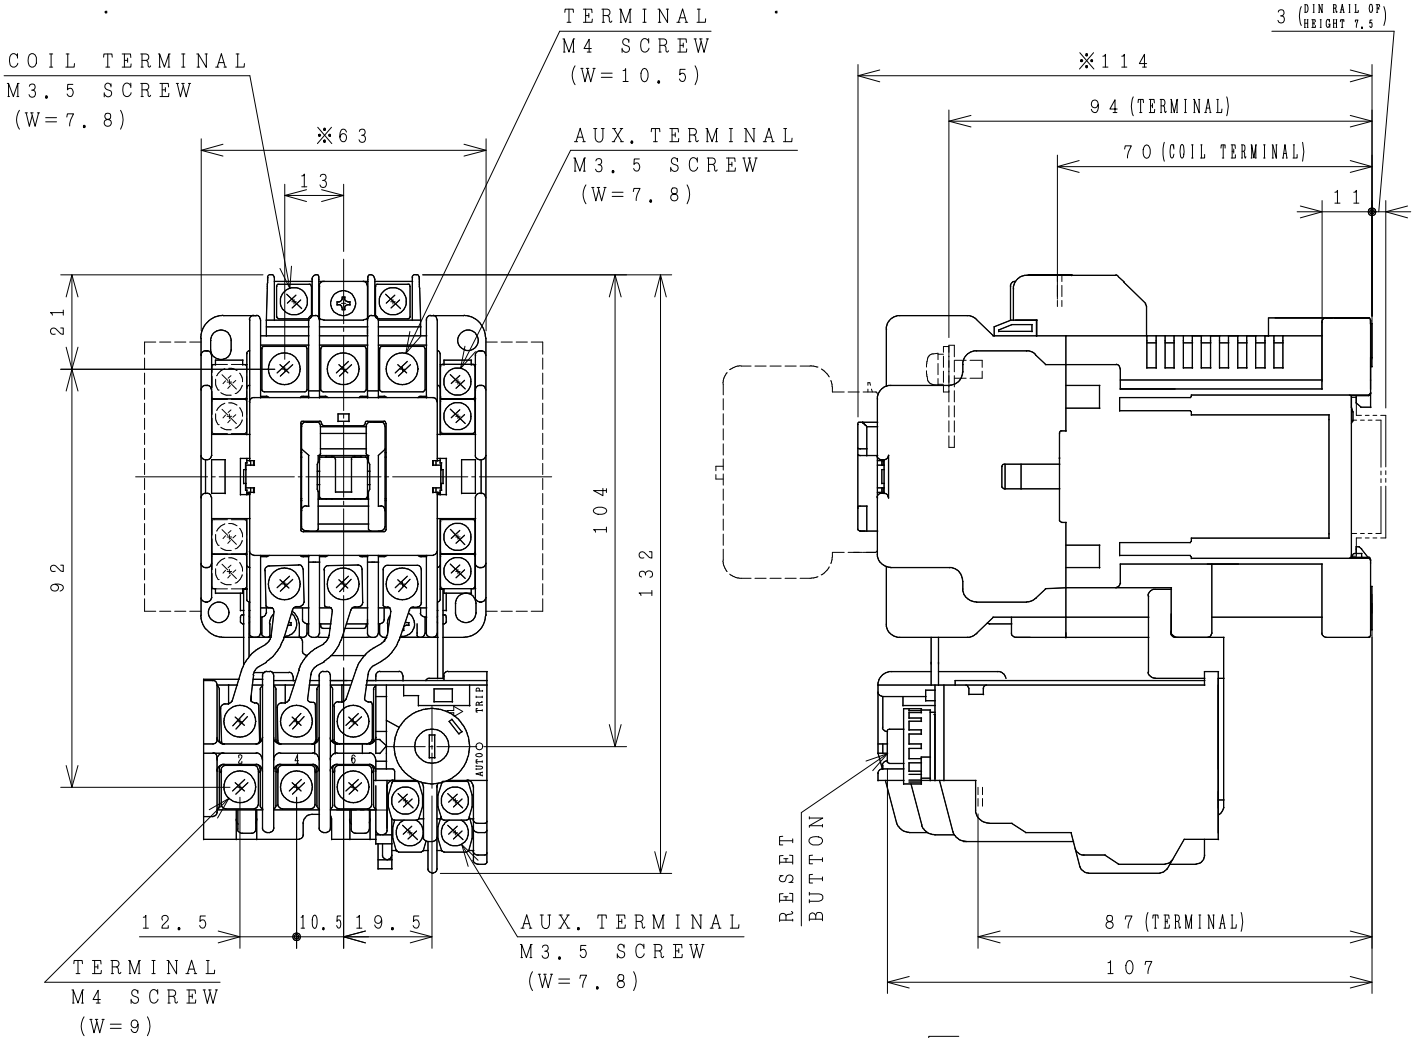 TERMINAL
M4 SCREW
(W=10.5)
3 (DIN RAIL OF
HEIGHT 7.5)
COIL TERMINAL
M3.5 SCREW
(W=7.8)
※114
94 (TERMINAL)
※63
AUX. TERMINAL
M3.5 SCREW
(W=7.8)
70 (COIL TERMINAL)
13
11
21
104
132
92
TRIP
AUTO
2 4 6
RESET
BUTTON
12.5
10.5
19.5
AUX. TERMINAL
M3.5 SCREW
(W=7.8)
87 (TERMINAL)
107
TERMINAL
M4 SCREW
(W=9)